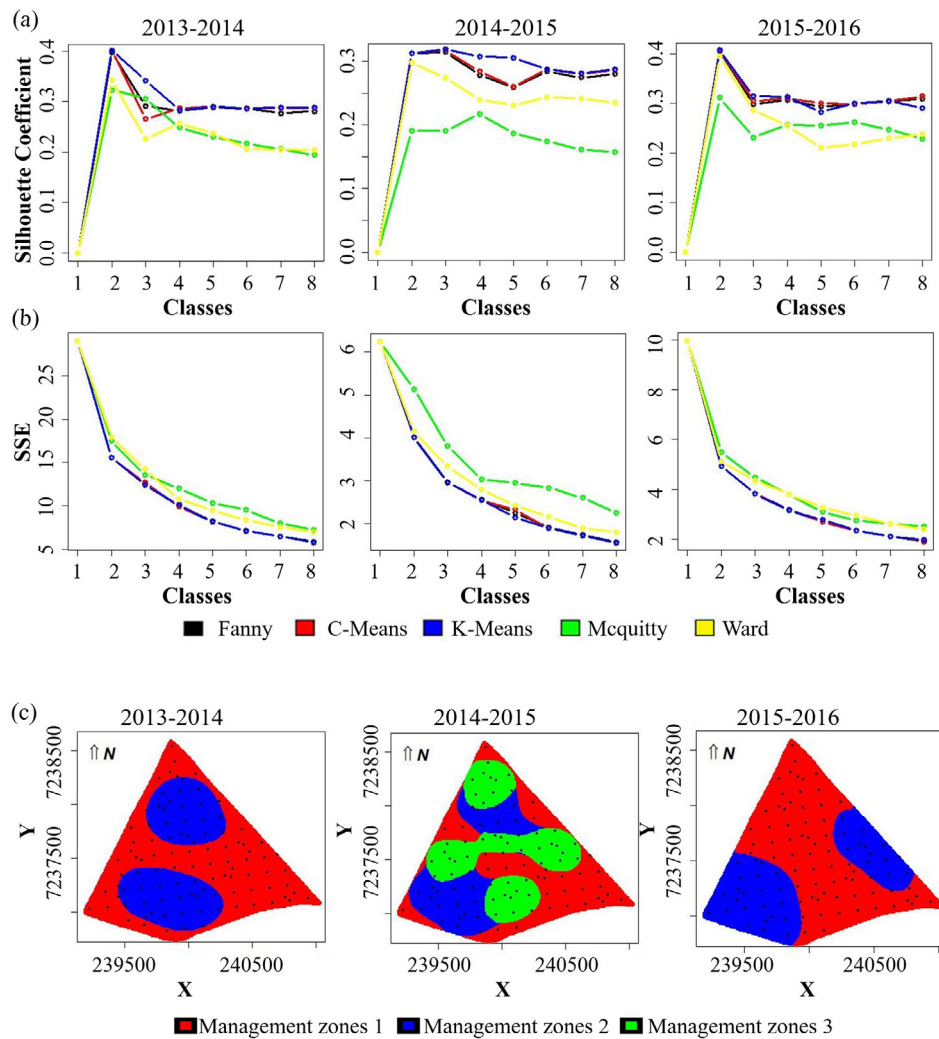 (a)
2013-2014
2014-2015
2015-2016
Silhouette Coefficient
0.4
0.3
0.2
0.1
0.0
0.3
0.2
0.1
0.0
0.4
0.3
0.2
0.1
0.0
1 2 3 4 5 6 7 8
1 2 3 4 5 6 7 8
1 2 3 4 5 6 7 8
Classes
Classes
Classes
(b)
SSE
25
20
15
10
5
6
5
4
3
2
10
8
6
4
2
1 2 3 4 5 6 7 8
1 2 3 4 5 6 7 8
1 2 3 4 5 6 7 8
Classes
Classes
Classes
Fanny
C-Means
K-Means
Mcquitty
Ward
(c)
2013-2014
2014-2015
2015-2016
⇑ N
⇑ N
⇑ N
Y
7238500
7237500
Y
7238500
7237500
Y
7238500
7237500
239500 240500
239500 240500
239500 240500
X
X
X
Management zones 1
Management zones 2
Management zones 3